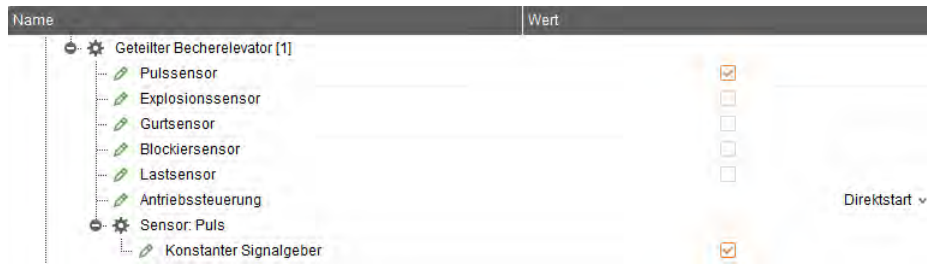 Name Wert
Geteilter Becherelevator [1]
Pulssensor
Explosionssensor
Gurtsensor
Blockiersensor
Lastsensor
Antriebssteuerung Direktstart
Sensor: Puls
Konstanter Signalgeber